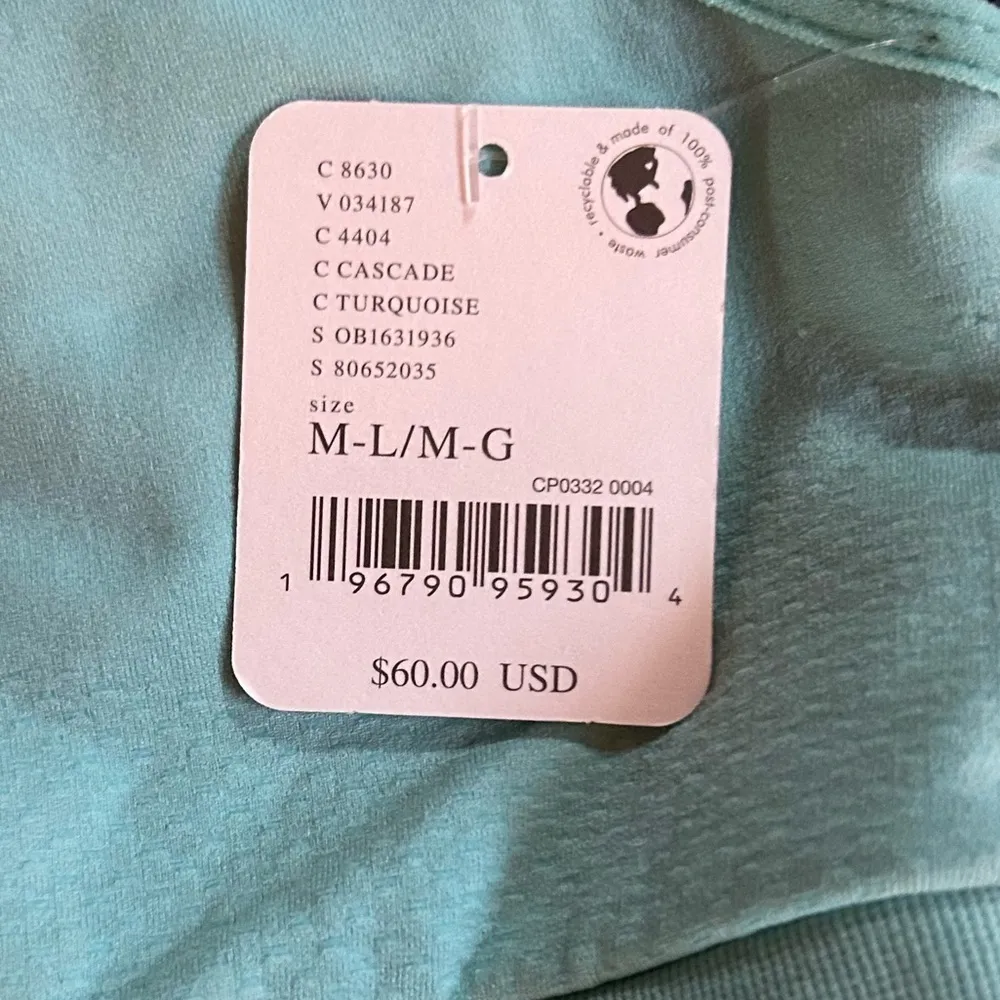 recyclable & made of 100% post-consumer waste •
C 8630
V 034187
C 4404
C CASCADE
C TURQUOISE
S OB1631936
S 80652035
size
M-L/M-G
CP0332 0004
1 96790 95930 4
$60.00 USD